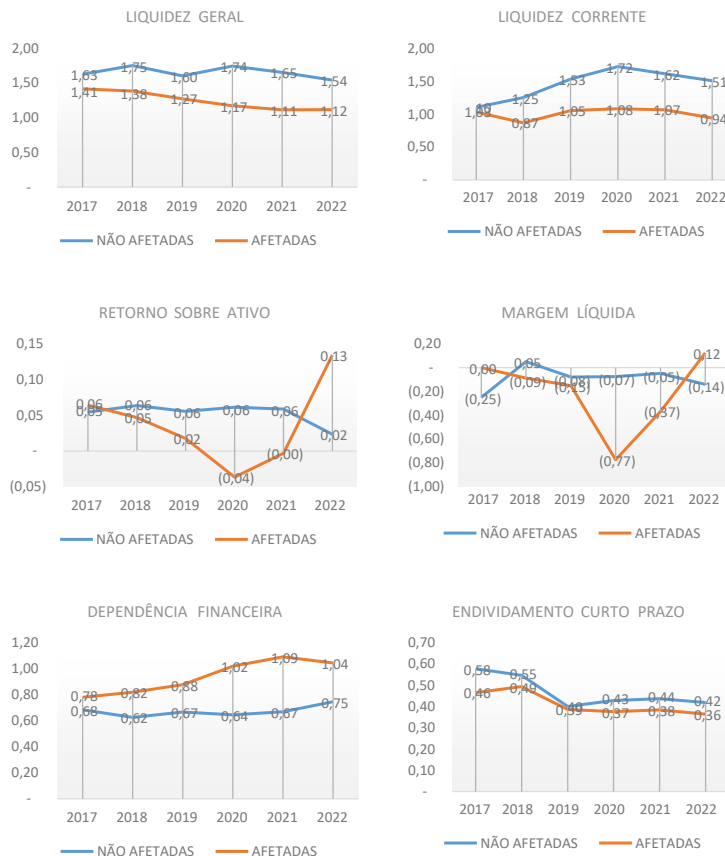 LIQUIDEZ GERAL
2,00
1,50
1,00
0,50
-
1,63 1,75 1,60 1,74 1,65 1,54
1,41 1,38 1,27 1,17 1,11 1,12
2017 2018 2019 2020 2021 2022
NÃO AFETADAS AFETADAS
LIQUIDEZ CORRENTE
2,00
1,50
1,00
0,50
-
1,25 1,53 1,72 1,62 1,51
0,87 1,05 1,08 1,07 0,94
2017 2018 2019 2020 2021 2022
NÃO AFETADAS AFETADAS
RETORNO SOBRE ATIVO
0,15
0,10
0,05
-
(0,05)
0,05 0,06 0,06 0,06 0,06 0,02
0,06 0,05 0,02 (0,04) (0,00) 0,13
2017 2018 2019 2020 2021 2022
NÃO AFETADAS AFETADAS
MARGEM LÍQUIDA
0,20
-
(0,20)
(0,40)
(0,60)
(0,80)
(1,00)
(0,25) 0,05 (0,08) (0,07) (0,05) (0,14)
0,00 (0,09) (0,15) (0,77) (0,37) 0,12
2017 2018 2019 2020 2021 2022
NÃO AFETADAS AFETADAS
DEPENDÊNCIA FINANCEIRA
1,20
1,00
0,80
0,60
0,40
0,20
-
0,78 0,82 0,88 1,02 1,09 1,04
0,68 0,62 0,67 0,64 0,67 0,75
2017 2018 2019 2020 2021 2022
NÃO AFETADAS AFETADAS
ENDIVIDAMENTO CURTO PRAZO
0,70
0,60
0,50
0,40
0,30
0,20
0,10
-
0,58 0,55 0,40 0,43 0,44 0,42
0,46 0,49 0,39 0,37 0,38 0,36
2017 2018 2019 2020 2021 2022
NÃO AFETADAS AFETADAS